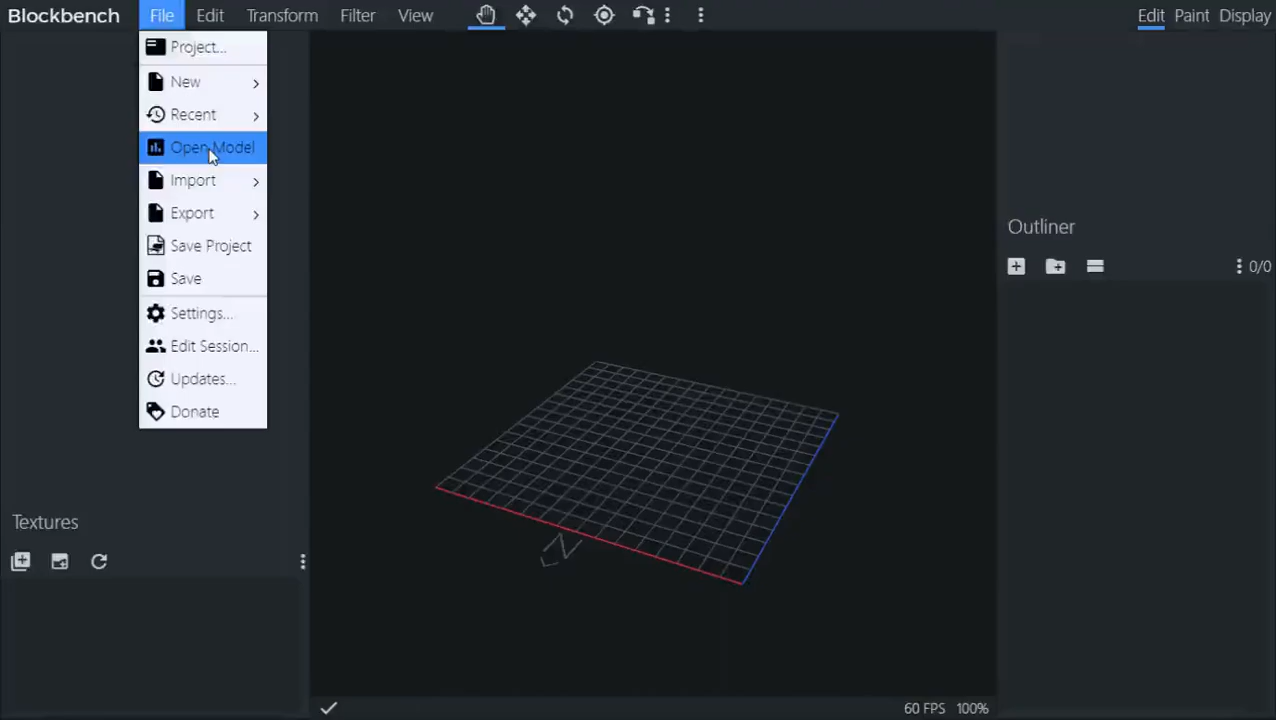 Blockbench File Edit Transform Filter View Edit Paint Display
Project...
New
Recent
Open Model
Import
Export
Save Project
Save
Settings...
Edit Session...
Updates...
Donate
Outliner
0/0
Textures
N
60 FPS 100%